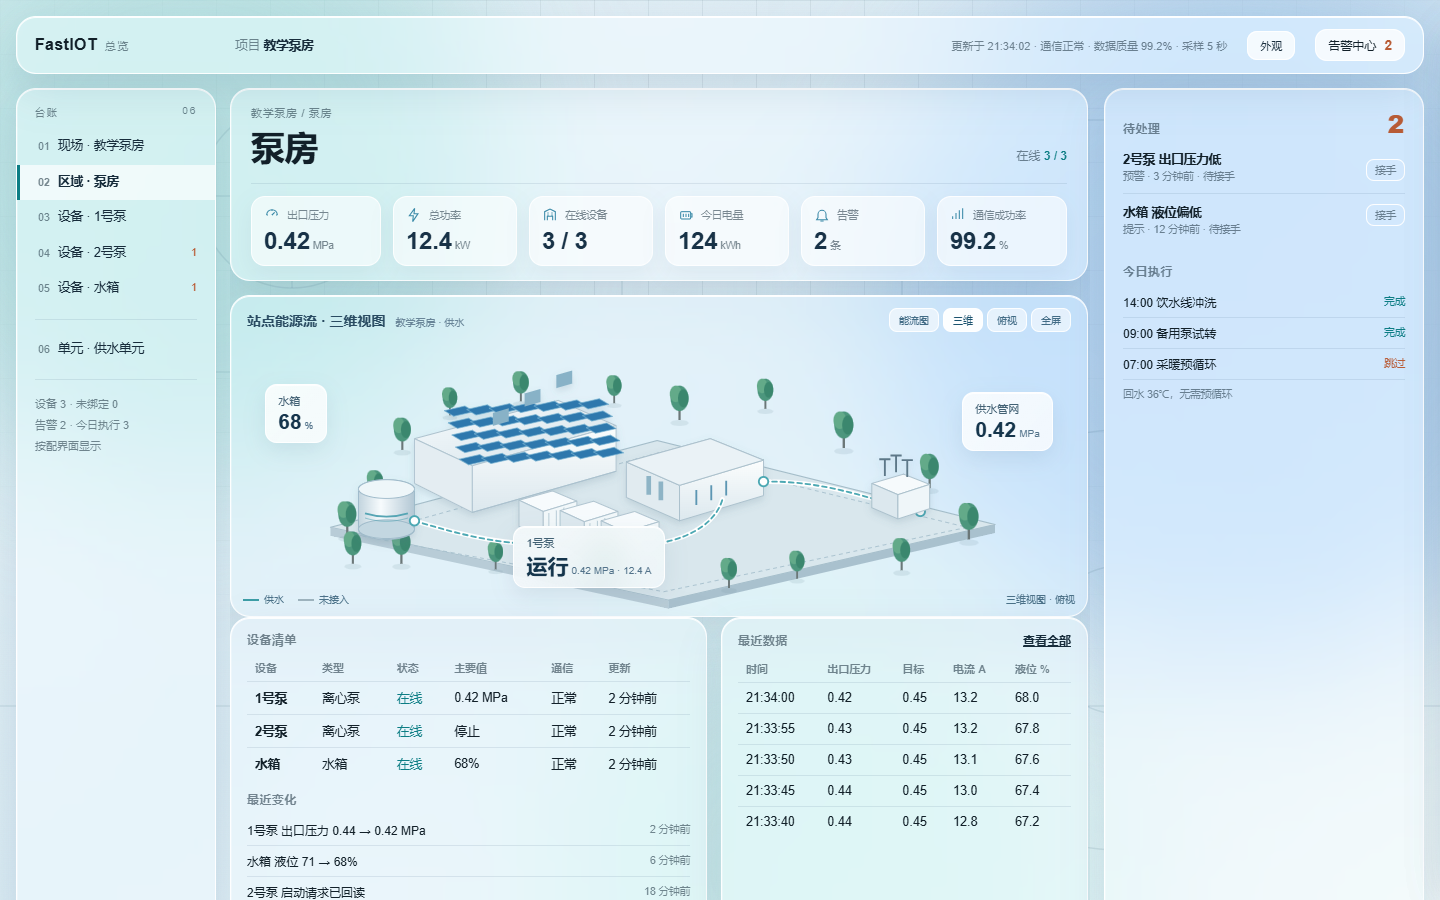 FastIOT 总览
项目 教学泵房
更新于 21:34:02 · 通信正常 · 数据质量 99.2% · 采样 5 秒
外观
告警中心 2
台账 06
01 现场 · 教学泵房
02 区域 · 泵房
03 设备 · 1号泵
04 设备 · 2号泵 1
05 设备 · 水箱 1
06 单元 · 供水单元
设备 3 · 未绑定 0
告警 2 · 今日执行 3
按配界面显示
教学泵房 / 泵房
泵房
在线 3 / 3
出口压力
0.42 MPa
总功率
12.4 kW
在线设备
3 / 3
今日电量
124 kWh
告警
2 条
通信成功率
99.2 %
站点能源流 · 三维视图 教学泵房 · 供水
能流图 三维 俯视 全屏
水箱
68 %
供水管网
0.42 MPa
1号泵
运行 0.42 MPa · 12.4 A
供水 未接入
三维视图 · 俯视
设备清单
设备 类型 状态 主要值 通信 更新
1号泵 离心泵 在线 0.42 MPa 正常 2 分钟前
2号泵 离心泵 在线 停止 正常 2 分钟前
水箱 水箱 在线 68% 正常 2 分钟前
最近变化
1号泵 出口压力 0.44 → 0.42 MPa 2 分钟前
水箱 液位 71 → 68% 6 分钟前
2号泵 启动请求已回读 18 分钟前
最近数据 查看全部
时间 出口压力 目标 电流 A 液位 %
21:34:00 0.42 0.45 13.2 68.0
21:33:55 0.43 0.45 13.2 67.8
21:33:50 0.43 0.45 13.1 67.6
21:33:45 0.44 0.45 13.0 67.4
21:33:40 0.44 0.45 12.8 67.2
待处理 2
2号泵 出口压力低
预警 · 3 分钟前 · 待接手
接手
水箱 液位偏低
提示 · 12 分钟前 · 待接手
接手
今日执行
14:00 饮水线冲洗 完成
09:00 备用泵试转 完成
07:00 采暖预循环 跳过
回水 36℃，无需预循环